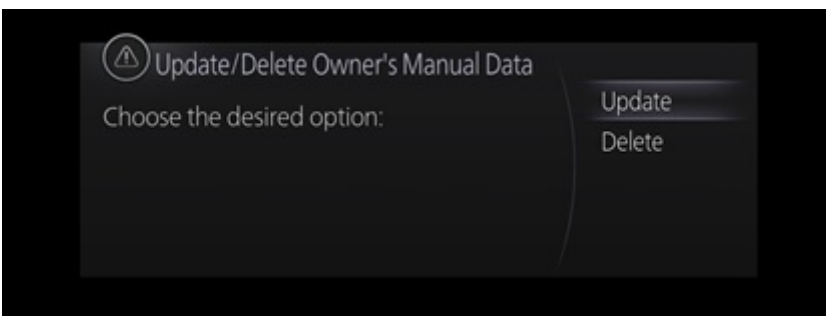 Update/Delete Owner's Manual Data
Choose the desired option:
Update
Delete